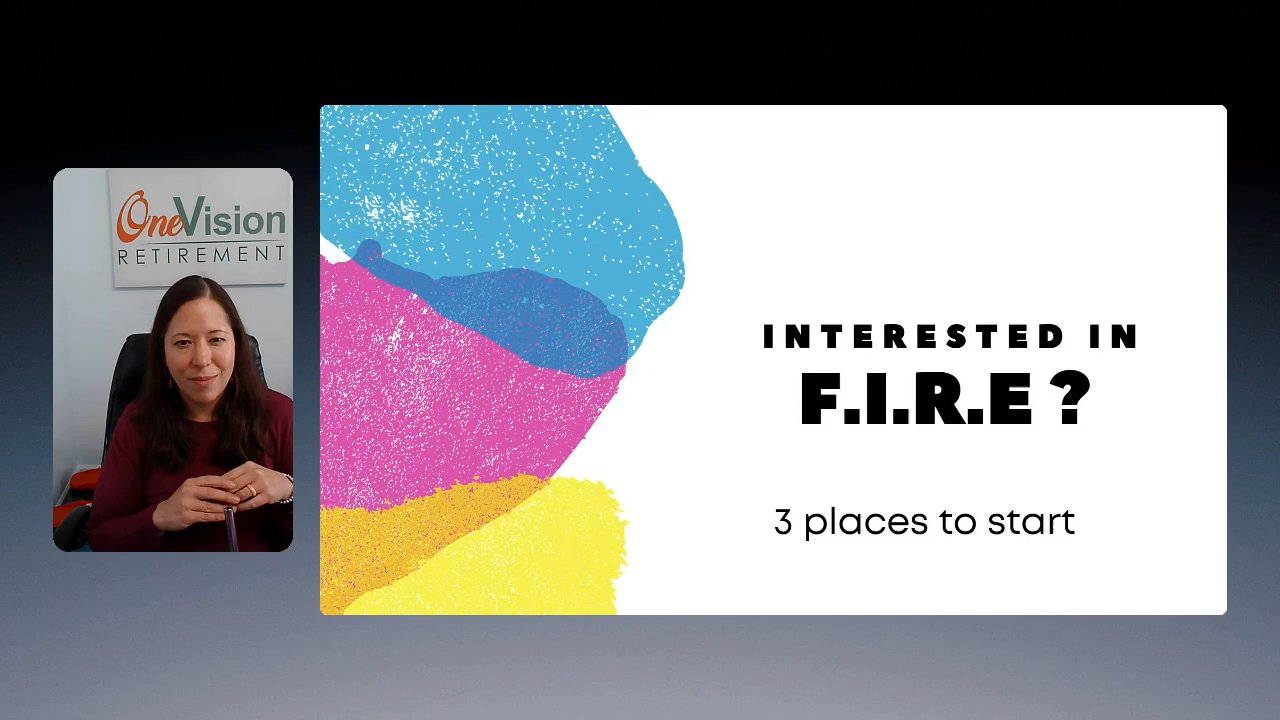 OneVision
RETIREMENT
INTERESTED IN
F.I.R.E ?
3 places to start